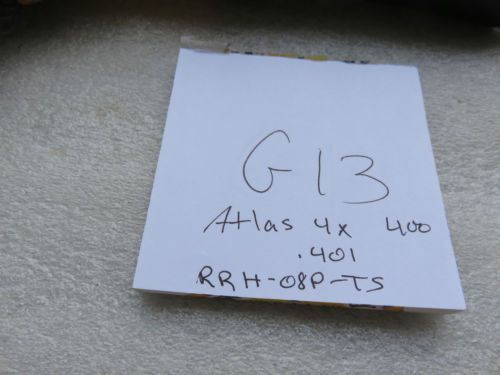 G13
Atlas 4x 400
.401
RRH-08P-TS